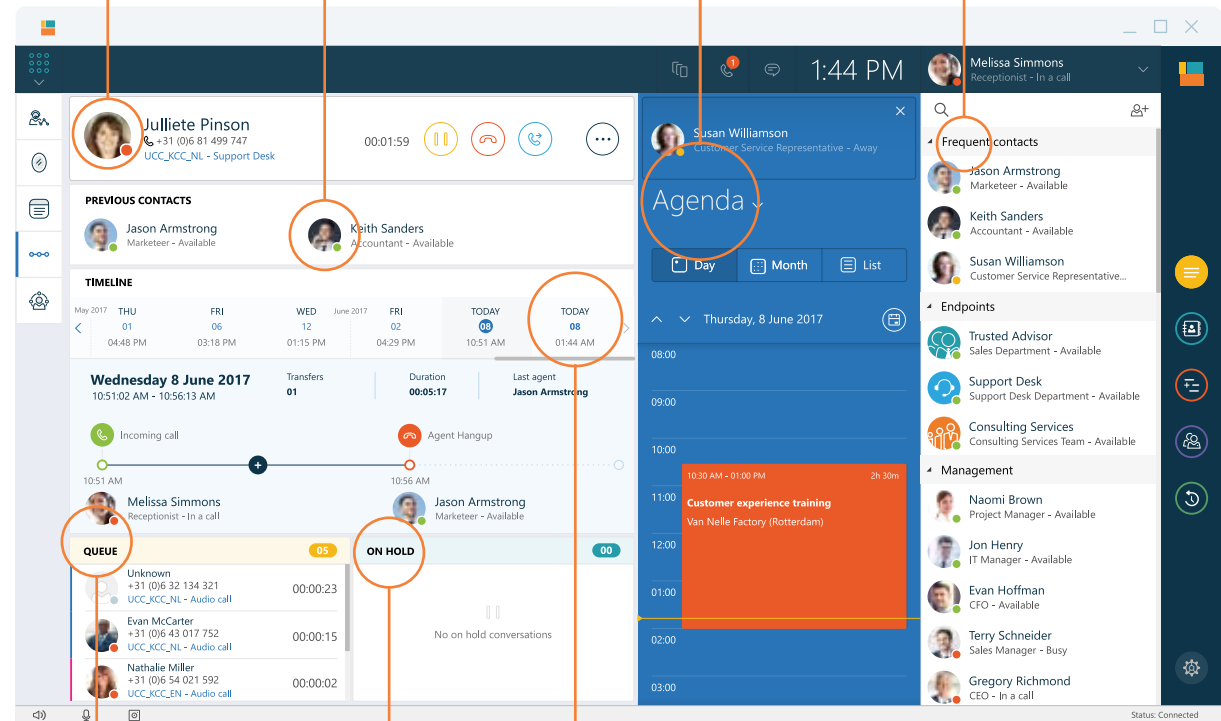 1
1:44 PM
Melissa Simmons
Receptionist - In a call
Julliete Pinson
+31 (0)6 81 499 747
UCC_KCC_NL - Support Desk
00:01:59
PREVIOUS CONTACTS
Jason Armstrong
Marketeer - Available
Keith Sanders
Accountant - Available
TIMELINE
May 2017
THU
01
04:48 PM
FRI
06
03:18 PM
WED
12
01:15 PM
June 2017
FRI
02
04:29 PM
TODAY
08
10:51 AM
TODAY
08
01:44 AM
Wednesday 8 June 2017
10:51:02 AM - 10:56:13 AM
Transfers
01
Duration
00:05:17
Last agent
Jason Armstrong
Incoming call
Agent Hangup
10:51 AM
10:56 AM
Melissa Simmons
Receptionist - In a call
Jason Armstrong
Marketeer - Available
QUEUE
05
Unknown
+31 (0)6 32 134 321
UCC_KCC_NL - Audio call
00:00:23
Evan McCarter
+31 (0)6 43 017 752
UCC_KCC_NL - Audio call
00:00:15
Nathalie Miller
+31 (0)6 54 021 592
UCC_KCC_EN - Audio call
00:00:02
ON HOLD
00
No on hold conversations
Susan Williamson
Customer Service Representative - Away
Agenda
Day
Month
List
Thursday, 8 June 2017
08:00
09:00
10:00
10:30 AM - 01:00 PM
2h 30m
11:00
Customer experience training
Van Nelle Factory (Rotterdam)
12:00
01:00
02:00
03:00
Frequent contacts
Jason Armstrong
Marketeer - Available
Keith Sanders
Accountant - Available
Susan Williamson
Customer Service Representative...
Endpoints
Trusted Advisor
Sales Department - Available
Support Desk
Support Desk Department - Available
Consulting Services
Consulting Services Team - Available
Management
Naomi Brown
Project Manager - Available
Jon Henry
IT Manager - Available
Evan Hoffman
CFO - Available
Terry Schneider
Sales Manager - Busy
Gregory Richmond
CEO - In a call
Status: Connected